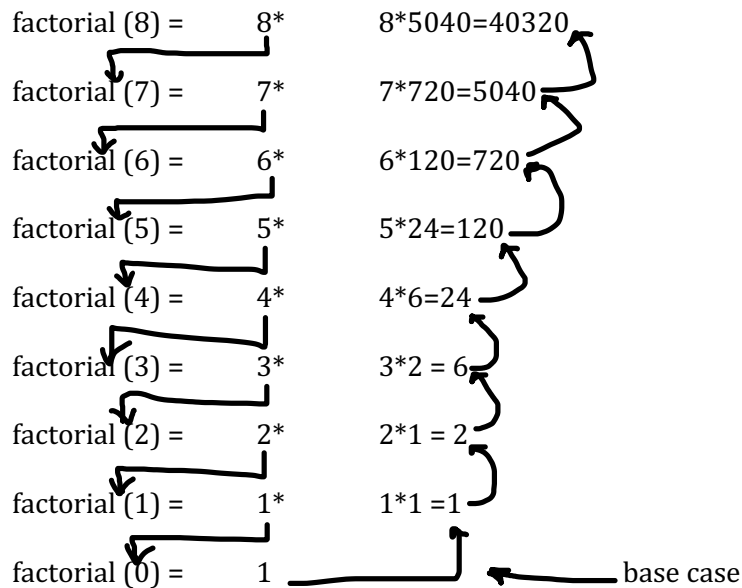 factorial (8) = 8* 8*5040=40320
factorial (7) = 7* 7*720=5040
factorial (6) = 6* 6*120=720
factorial (5) = 5* 5*24=120
factorial (4) = 4* 4*6=24
factorial (3) = 3* 3*2 = 6
factorial (2) = 2* 2*1 = 2
factorial (1) = 1* 1*1 =1
factorial (0) = 1 base case